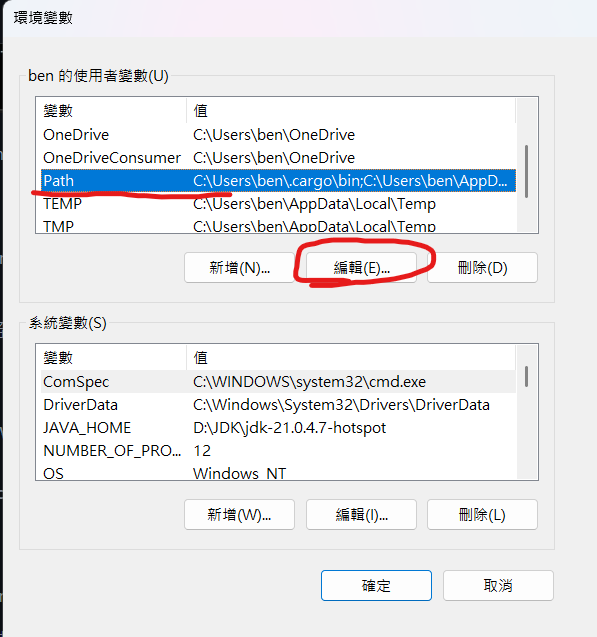 環境變數
ben 的使用者變數(U)
變數 值
OneDrive C:\Users\ben\OneDrive
OneDriveConsumer C:\Users\ben\OneDrive
Path C:\Users\ben\.cargo\bin;C:\Users\ben\AppD...
TEMP C:\Users\ben\AppData\Local\Temp
TMP C:\Users\ben\AppData\Local\Temp
新增(N)... 編輯(E)... 刪除(D)
系統變數(S)
變數 值
ComSpec C:\WINDOWS\system32\cmd.exe
DriverData C:\Windows\System32\Drivers\DriverData
JAVA_HOME D:\JDK\jdk-21.0.4.7-hotspot
NUMBER_OF_PRO... 12
OS Windows_NT
新增(W)... 編輯(I)... 刪除(L)
確定 取消